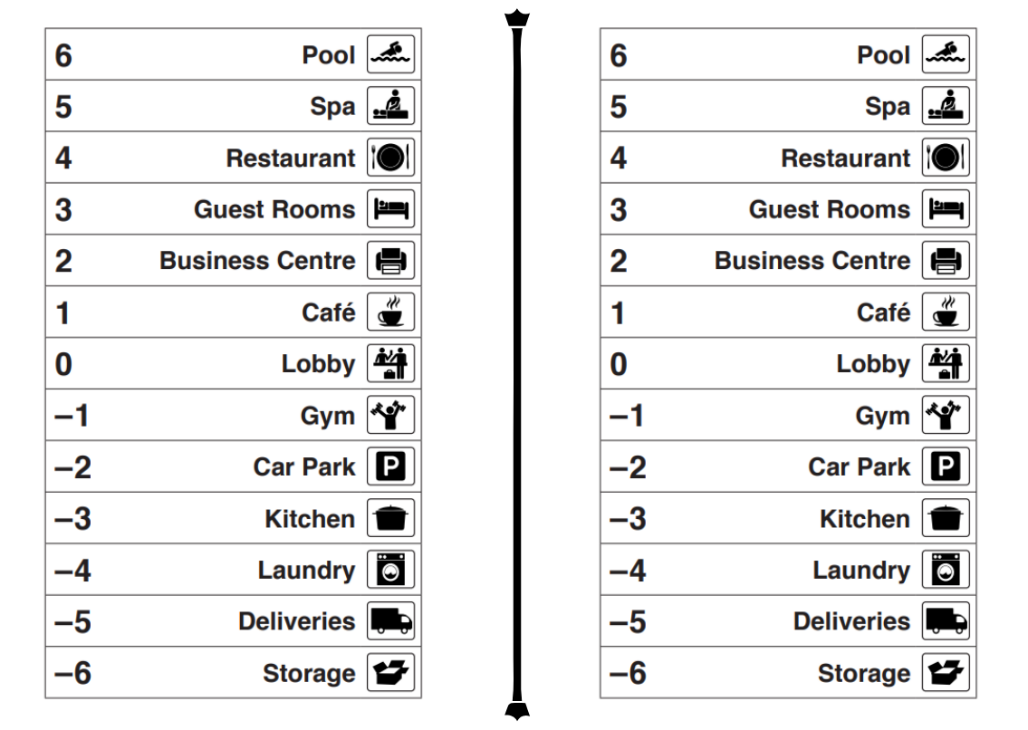 6 Pool
5 Spa
4 Restaurant
3 Guest Rooms
2 Business Centre
1 Café
0 Lobby
–1 Gym
–2 Car Park P
–3 Kitchen
–4 Laundry
–5 Deliveries
–6 Storage
6 Pool
5 Spa
4 Restaurant
3 Guest Rooms
2 Business Centre
1 Café
0 Lobby
–1 Gym
–2 Car Park P
–3 Kitchen
–4 Laundry
–5 Deliveries
–6 Storage